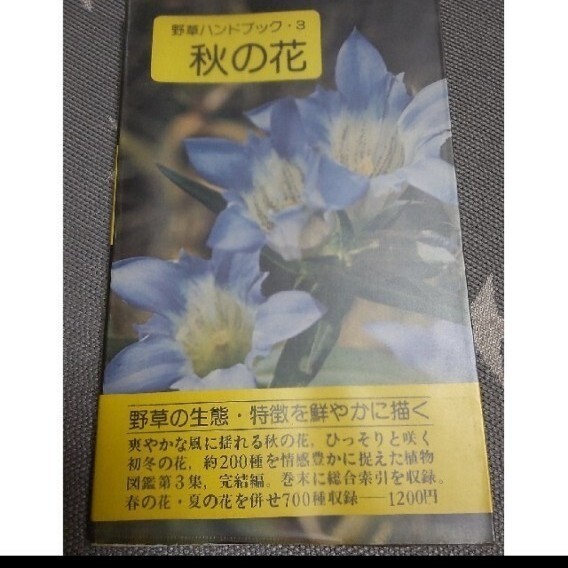 野草ハンドブック・3
秋の花
野草の生態・特徴を鮮やかに描く
爽やかな風に揺れる秋の花，ひっそりと咲く
初冬の花，約200種を情感豊かに捉えた植物
図鑑第3集，完結編。巻末に総合索引を収録。
春の花・夏の花を併せ700種収録──1200円